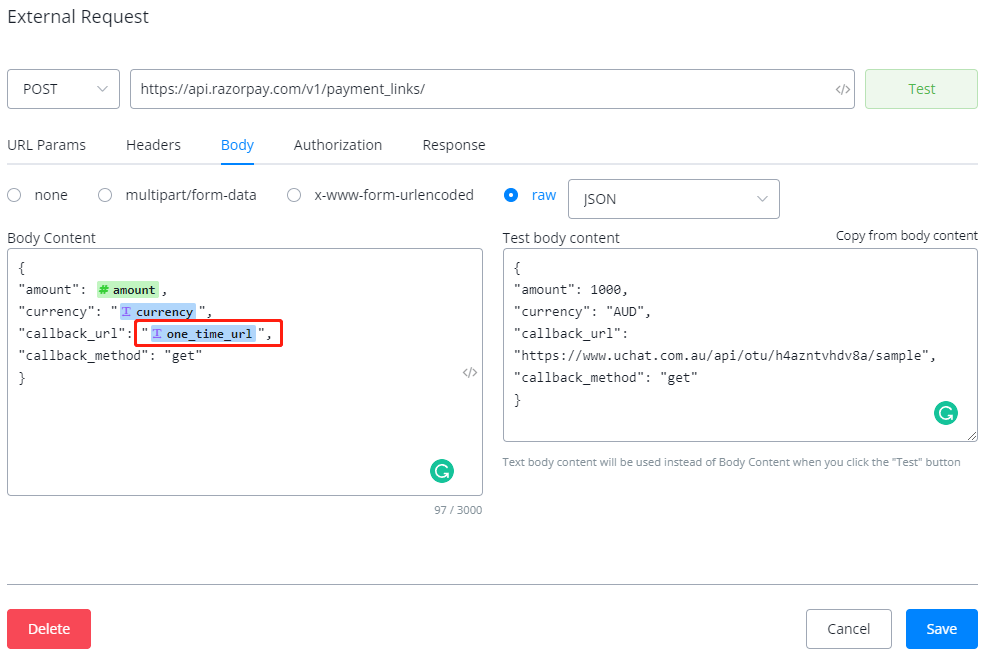 External Request
POST
https://api.razorpay.com/v1/payment_links/
</>
Test
URL Params
Headers
Body
Authorization
Response
none
multipart/form-data
x-www-form-urlencoded
raw
JSON
Body Content
{
"amount": # amount ,
"currency": " T currency ",
"callback_url": " T one_time_url ",
"callback_method": "get"
}
</>
97 / 3000
Test body content
Copy from body content
{
"amount": 1000,
"currency": "AUD",
"callback_url":
"https://www.uchat.com.au/api/otu/h4azntvhdv8a/sample",
"callback_method": "get"
}
Text body content will be used instead of Body Content when you click the "Test" button
Delete
Cancel
Save